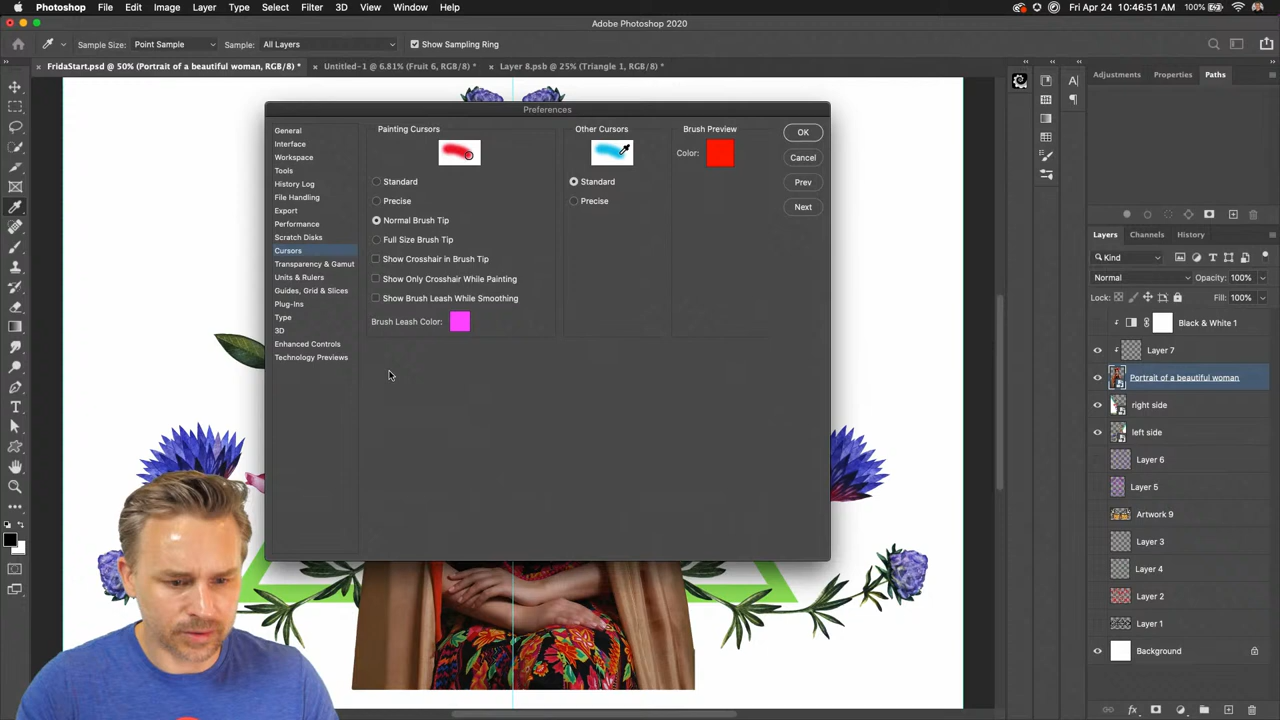 Photoshop File Edit Image Layer Type Select Filter 3D View Window Help 100% Fri Apr 24 10:46:51 AM
Adobe Photoshop 2020
Sample Size: Point Sample Sample: All Layers Show Sampling Ring
FridaStart.psd @ 50% (Portrait of a beautiful woman, RGB/8) * Untitled-1 @ 6.81% (Fruit 6, RGB/8) * Layer 8.psb @ 25% (Triangle 1, RGB/8) *
Preferences
General
Interface
Workspace
Tools
History Log
File Handling
Export
Performance
Scratch Disks
Cursors
Transparency & Gamut
Units & Rulers
Guides, Grid & Slices
Plug-Ins
Type
3D
Enhanced Controls
Technology Previews
Painting Cursors
Standard
Precise
Normal Brush Tip
Full Size Brush Tip
Show Crosshair in Brush Tip
Show Only Crosshair While Painting
Show Brush Leash While Smoothing
Brush Leash Color:
Other Cursors
Standard
Precise
Brush Preview
Color:
OK
Cancel
Prev
Next
Adjustments Properties Paths
Layers Channels History
Kind
Normal Opacity: 100%
Lock: Fill: 100%
Black & White 1
Layer 7
Portrait of a beautiful woman
right side
left side
Layer 6
Layer 5
Artwork 9
Layer 3
Layer 4
Layer 2
Layer 1
Background